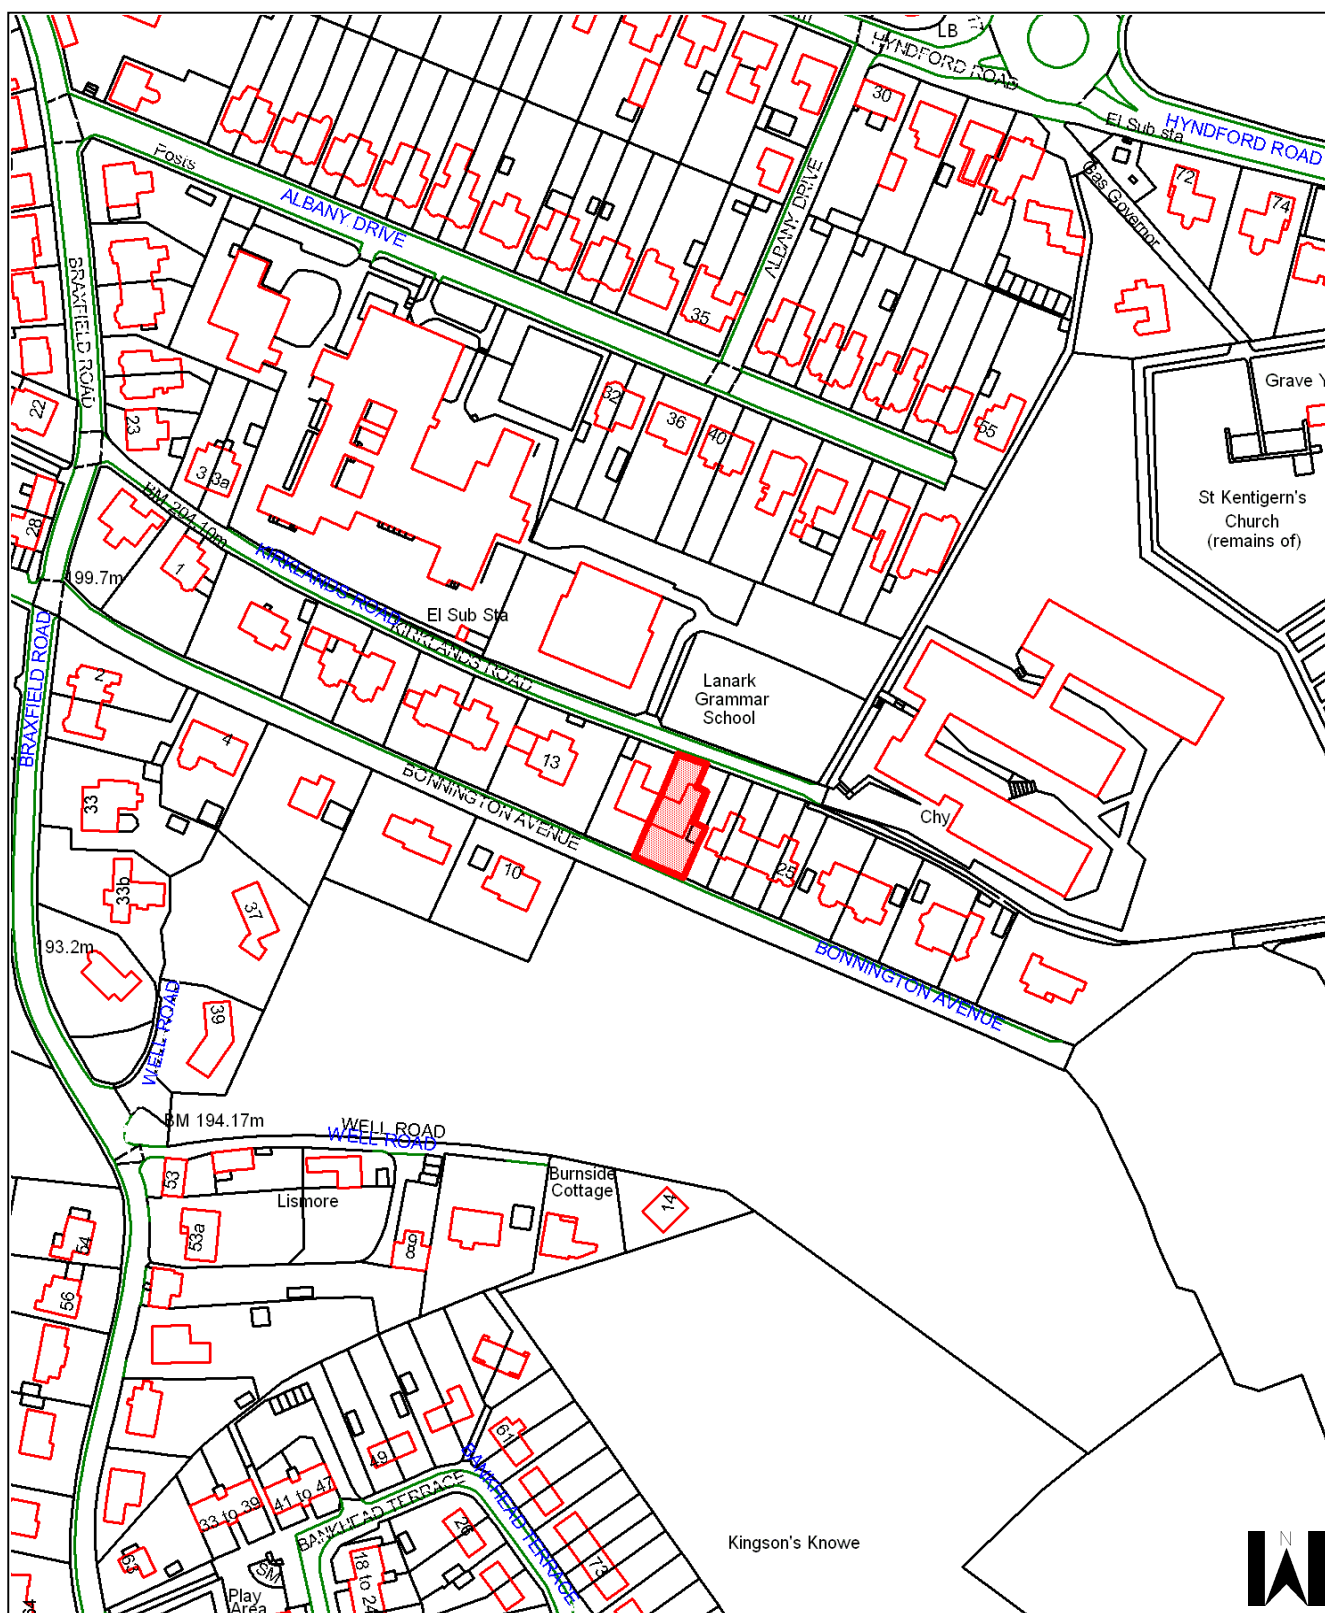 LB
HYNDFORD ROAD
30
El Sub sta
HYNDFORD ROAD
Posts
ALBANY DRIVE
ALBANY DRIVE
Gas Governor
72
74
35
BRAXFIELD ROAD
22
23
3
3a
32
36
40
55
Grave Y
St Kentigern's
Church
(remains of)
28
BM 204.10m
199.7m
1
KIRKLANDS ROAD
El Sub Sta
KIRKLANDS ROAD
Lanark
Grammar
School
BRAXFIELD ROAD
2
4
13
33
BONNINGTON AVENUE
Chy
10
25
33b
37
93.2m
BONNINGTON AVENUE
39
WELL ROAD
BM 194.17m
WELL ROAD
WELL ROAD
53
Lismore
Burnside
Cottage
14
53a
54
56
61
49
33 to 39
41 to 47
BANKHEAD TERRACE
BANKHEAD TERRACE
26
63
SM
18 to 24
73
Play
Area
64
Kingson's Knowe
N